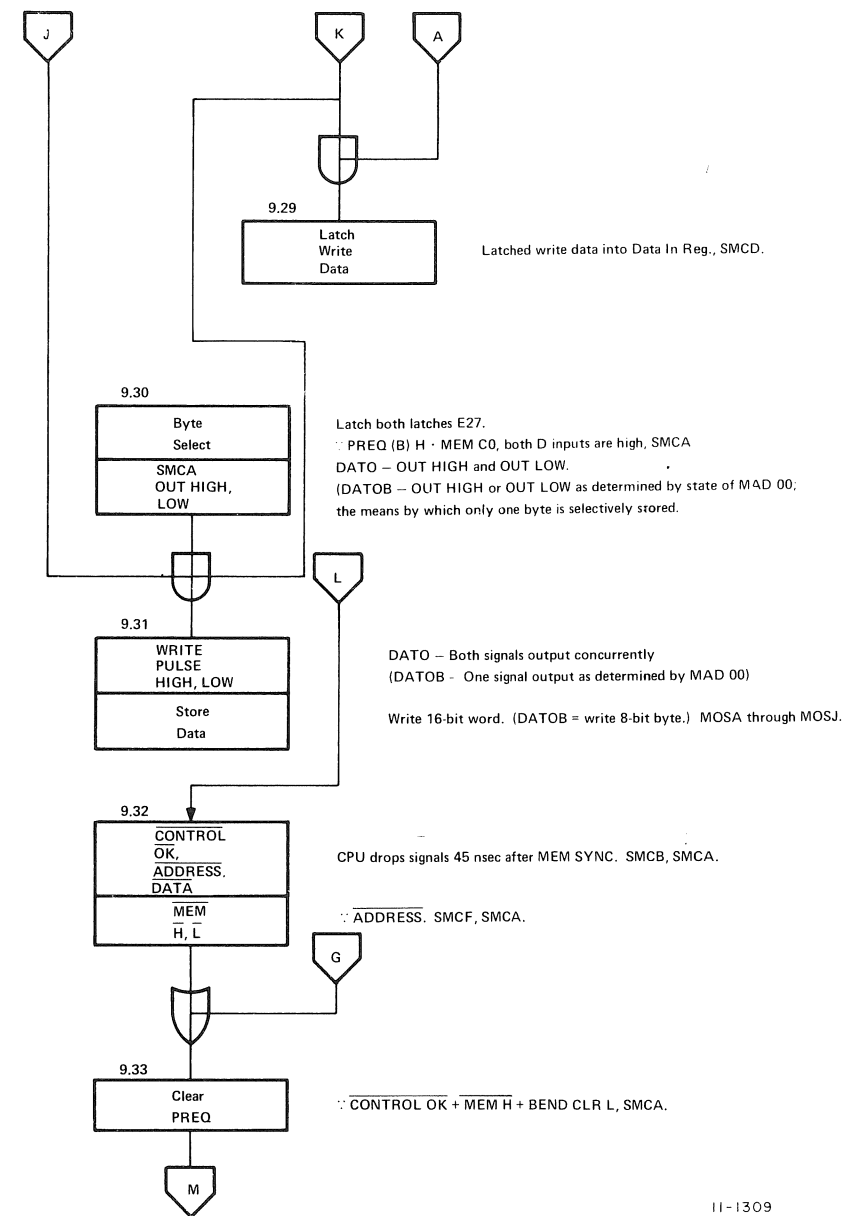 J
K
A
9.29
Latch
Write
Data
Latched write data into Data In Reg., SMCD.
9.30
Byte
Select
SMCA
OUT HIGH,
LOW
Latch both latches E27.
∵ PREQ (B) H · MEM C0, both D inputs are high, SMCA
DATO – OUT HIGH and OUT LOW.
(DATOB – OUT HIGH or OUT LOW as determined by state of MAD 00;
the means by which only one byte is selectively stored.
L
9.31
WRITE
PULSE
HIGH, LOW
Store
Data
DATO – Both signals output concurrently
(DATOB - One signal output as determined by MAD 00)
Write 16-bit word. (DATOB = write 8-bit byte.) MOSA through MOSJ.
9.32
CONTROL
OK,
ADDRESS.
DATA
MEM
H, L
CPU drops signals 45 nsec after MEM SYNC. SMCB, SMCA.
∵ ADDRESS. SMCF, SMCA.
G
9.33
Clear
PREQ
∵ CONTROL OK + MEM H + BEND CLR L, SMCA.
M
11-1309